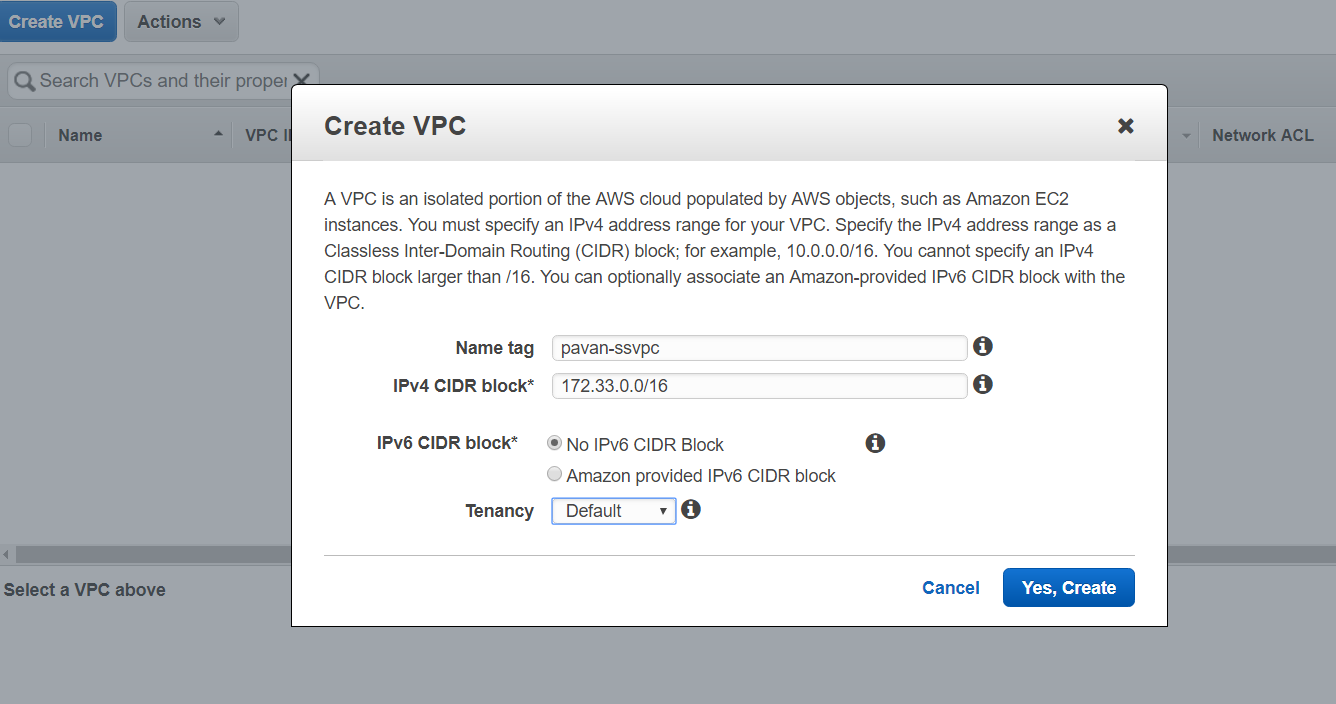 Create VPC
Actions
Search VPCs and their proper
Name
VPC I
Network ACL
Create VPC
A VPC is an isolated portion of the AWS cloud populated by AWS objects, such as Amazon EC2
instances. You must specify an IPv4 address range for your VPC. Specify the IPv4 address range as a
Classless Inter-Domain Routing (CIDR) block; for example, 10.0.0.0/16. You cannot specify an IPv4
CIDR block larger than /16. You can optionally associate an Amazon-provided IPv6 CIDR block with the
VPC.
Name tag pavan-ssvpc
IPv4 CIDR block* 172.33.0.0/16
IPv6 CIDR block* No IPv6 CIDR Block
Amazon provided IPv6 CIDR block
Tenancy Default
Cancel Yes, Create
Select a VPC above